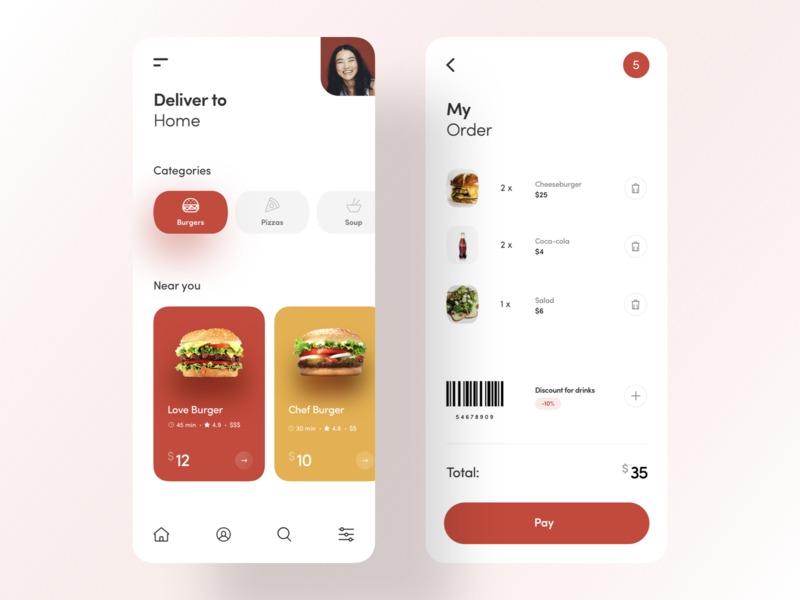 Deliver to
Home
Categories
Burgers
Pizzas
Soup
Near you
Love Burger
45 min • 4.9 • $$$
$12
Chef Burger
30 min • 4.8 – $$
$10
5
My
Order
2 x
Cheeseburger
$25
2 x
Coca-cola
$4
1 x
Salad
$6
54678909
Discount for drinks
-10%
Total:
$35
Pay